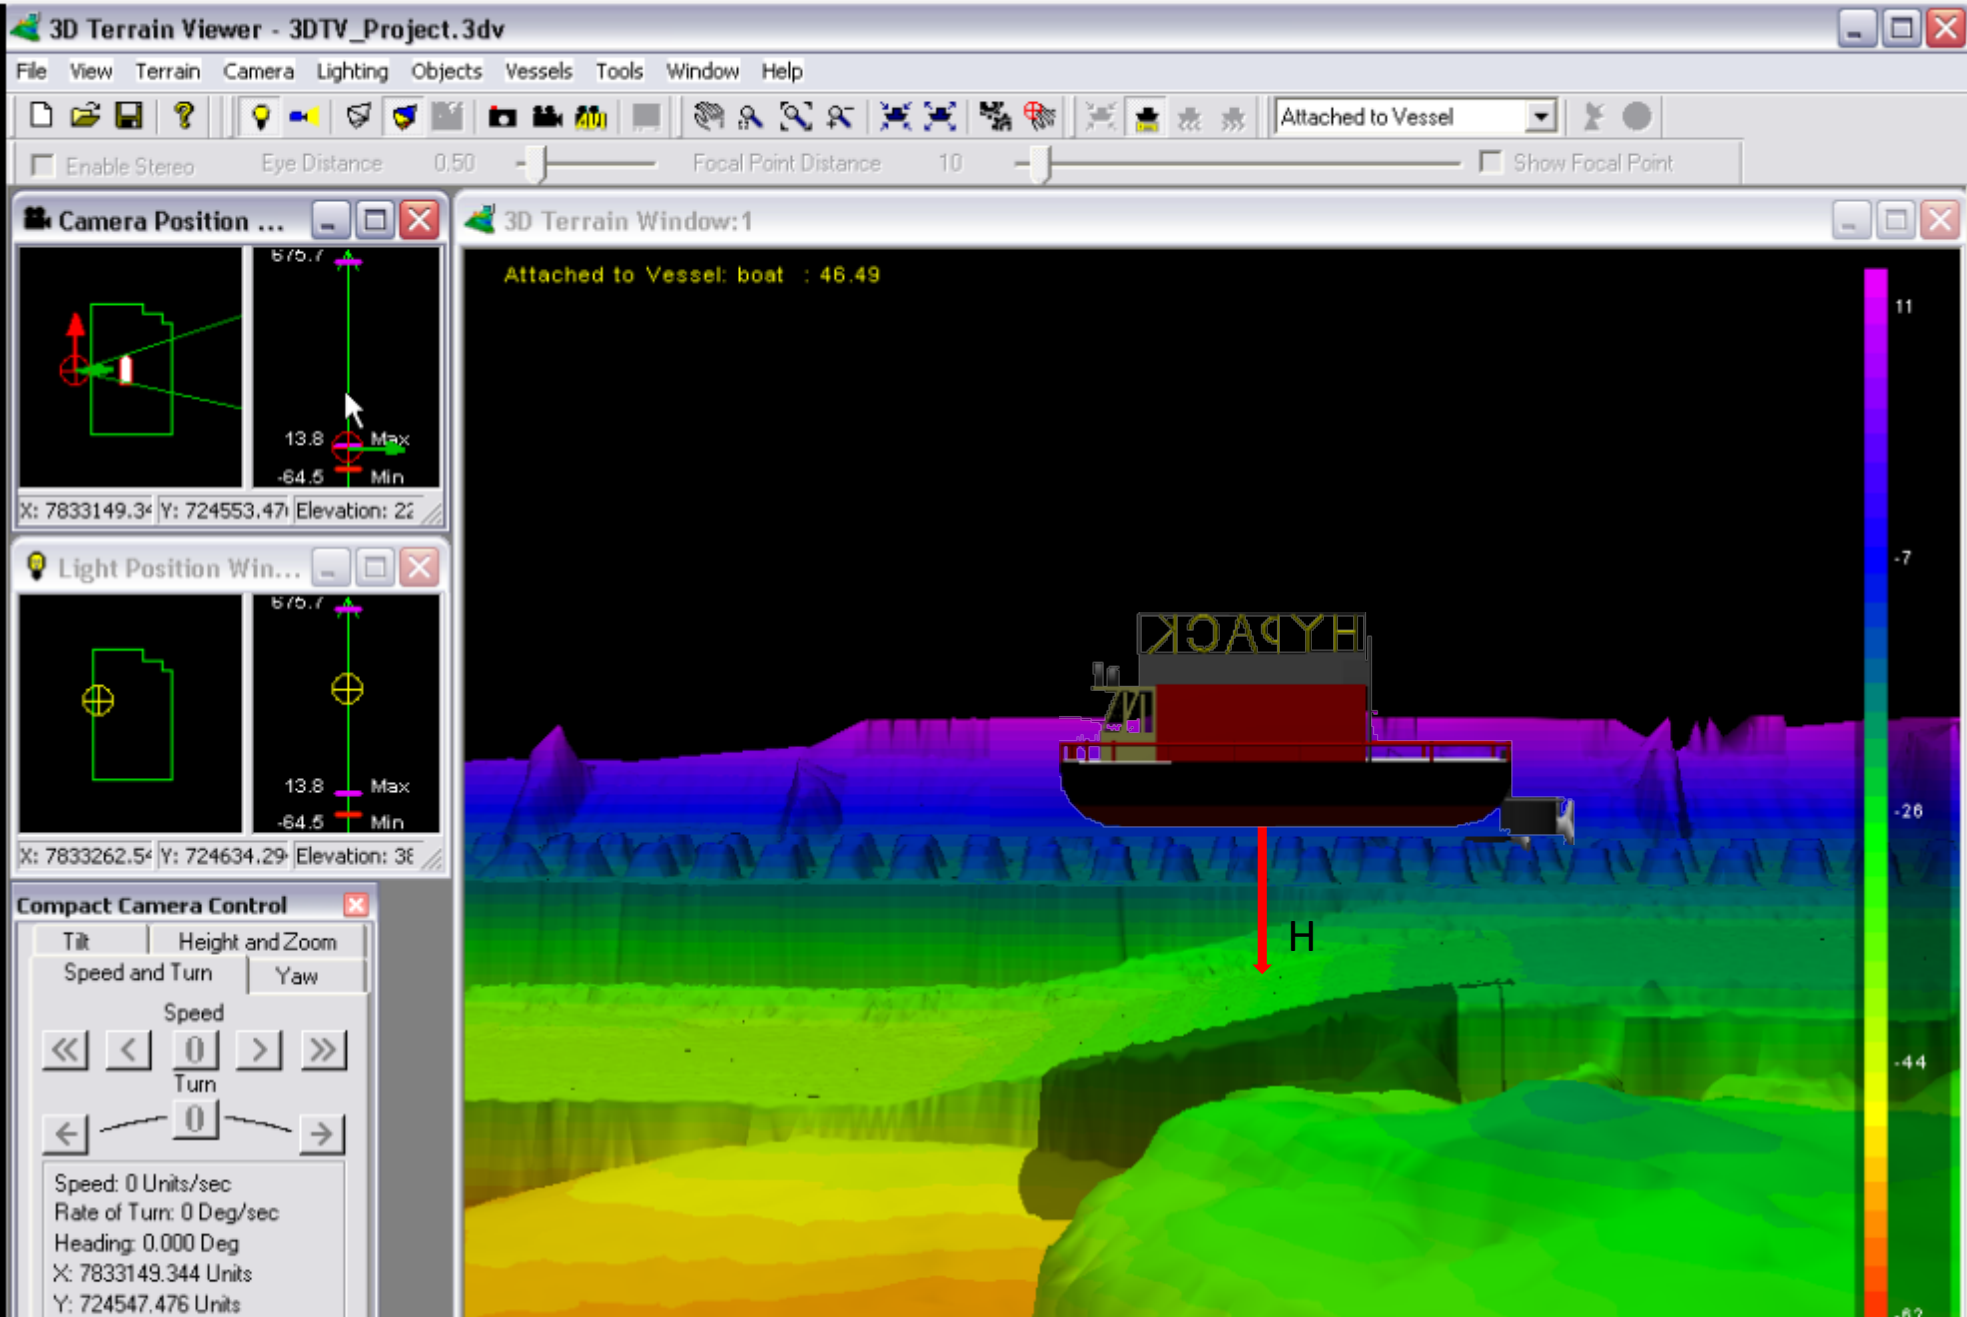 3D Terrain Viewer - 3DTV_Project.3dv
File View Terrain Camera Lighting Objects Vessels Tools Window Help
Attached to Vessel
Enable Stereo Eye Distance 0.50 Focal Point Distance 10 Show Focal Point
Camera Position ...
675.7
13.8 Max
-64.5 Min
X: 7833149.34 Y: 724553.47 Elevation: 22
Light Position Win...
675.7
13.8 Max
-64.5 Min
X: 7833262.54 Y: 724634.29 Elevation: 38
Compact Camera Control
Tilt Height and Zoom
Speed and Turn Yaw
Speed
0
Turn
0
Speed: 0 Units/sec
Rate of Turn: 0 Deg/sec
Heading: 0.000 Deg
X: 7833149.344 Units
Y: 724547.476 Units
3D Terrain Window:1
Attached to Vessel: boat : 46.49
HYPACK
H
11
-7
-26
-44
-62